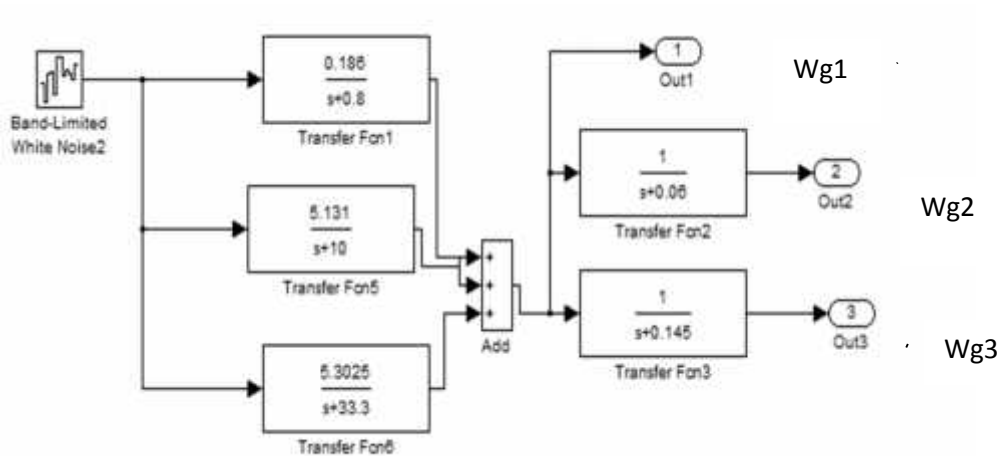 0.186
s+0.8
Transfer Fcn1
Band-Limited
White Noise2
5.131
s+10
Transfer Fcn5
5.3025
s+33.3
Transfer Fcn6
+
+
+
Add
1
Out1
Wg1
1
s+0.06
Transfer Fcn2
2
Out2
Wg2
1
s+0.145
Transfer Fcn3
3
Out3
Wg3